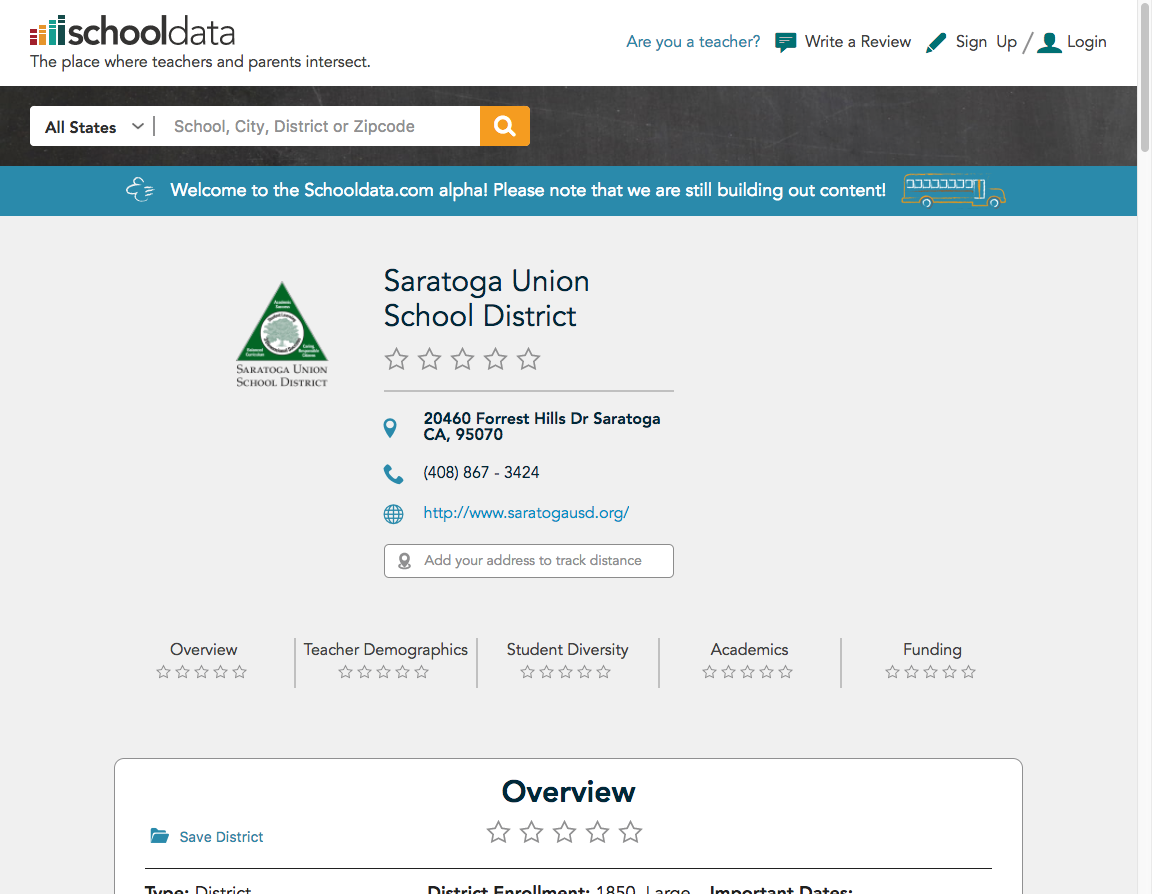 schooldata
The place where teachers and parents intersect.
Are you a teacher? Write a Review Sign Up / Login
All States School, City, District or Zipcode
Welcome to the Schooldata.com alpha! Please note that we are still building out content!
SARATOGA UNION
SCHOOL DISTRICT
Saratoga Union
School District
20460 Forrest Hills Dr Saratoga
CA, 95070
(408) 867 - 3424
http://www.saratogausd.org/
Add your address to track distance
Overview Teacher Demographics Student Diversity Academics Funding
Overview
Save District
Type: District District Enrollment: 1850, Large Important Dates: